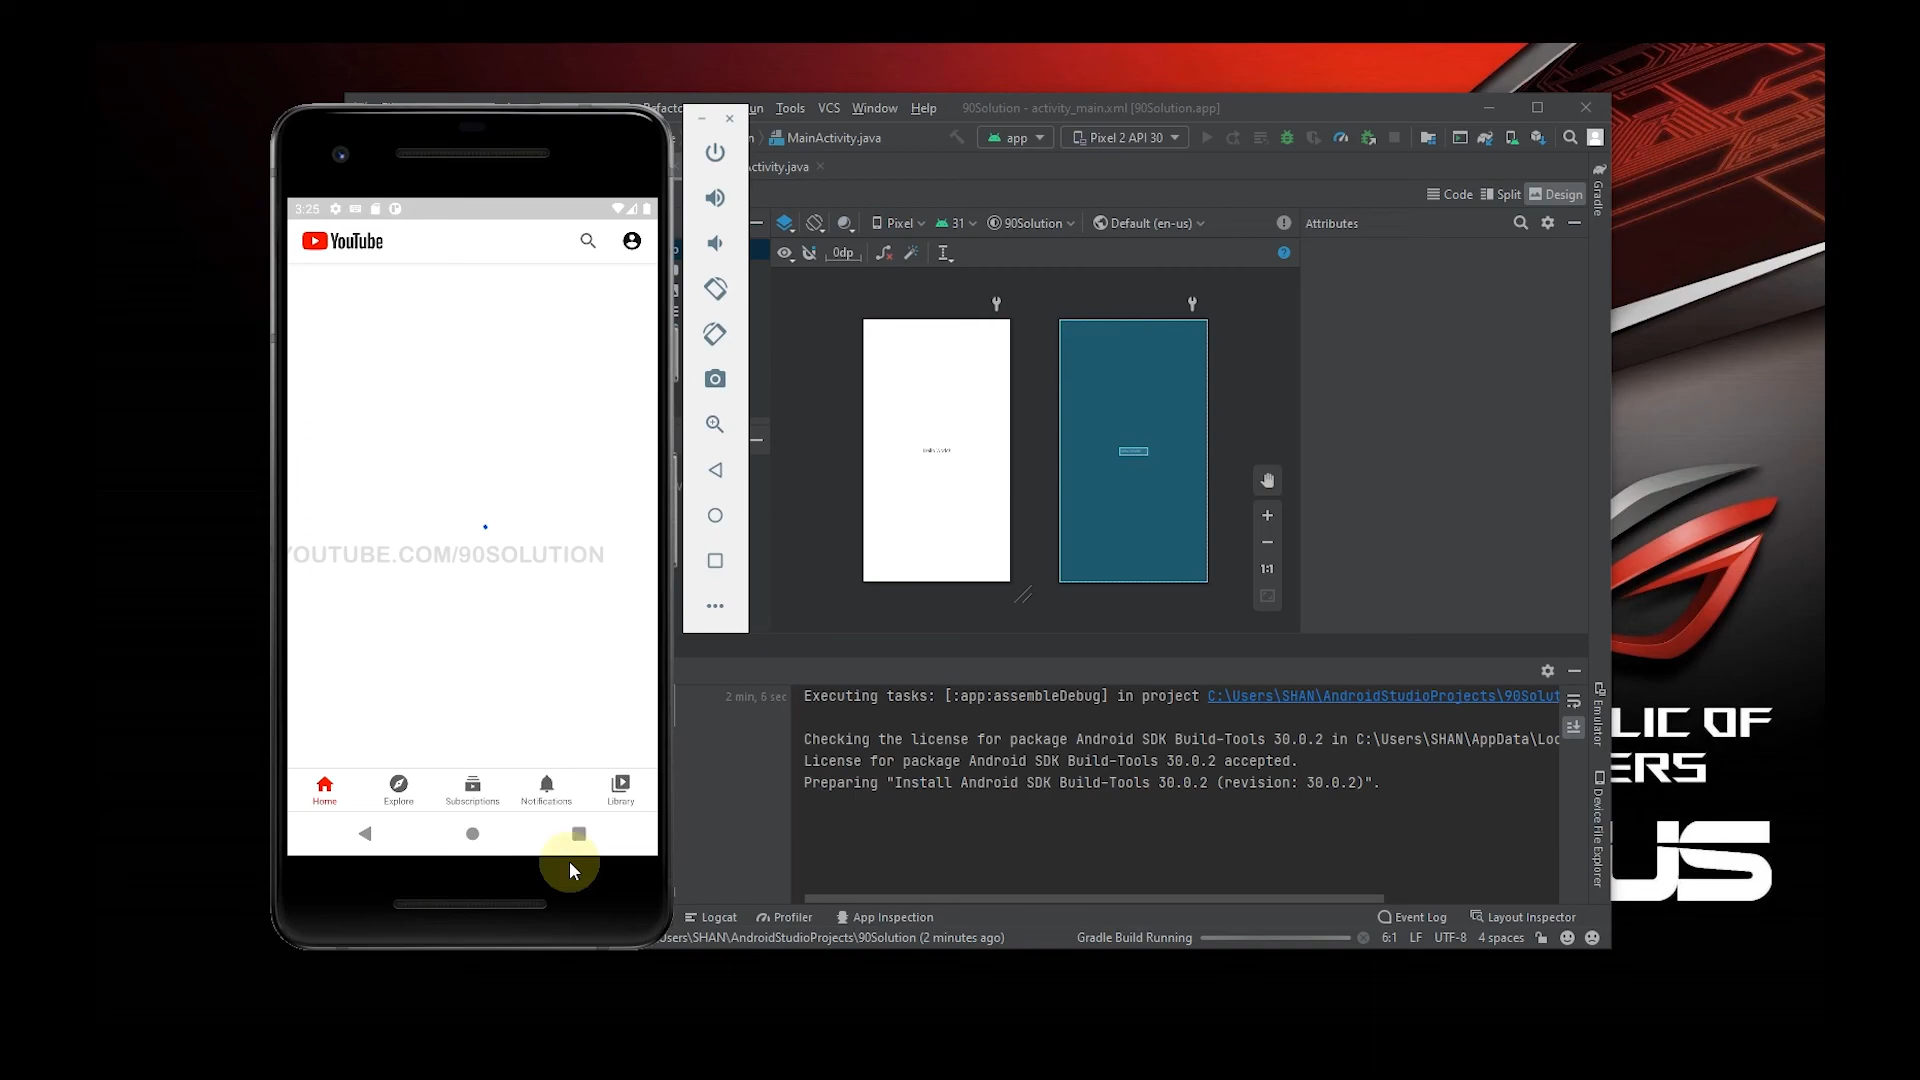 Refacto
un
Tools
VCS
Window
Help
90Solution - activity_main.xml [90Solution.app]
MainActivity.java
app
Pixel 2 API 30
ctivity.java
Code
Split
Design
Gradle
Pixel
31
90Solution
Default (en-us)
Attributes
0dp
3:25
YouTube
YOUTUBE.COM/90SOLUTION
Home
Explore
Subscriptions
Notifications
Library
Hello World!
1:1
2 min, 6 sec
Executing tasks: [:app:assembleDebug] in project C:\Users\SHAN\AndroidStudioProjects\90Solut
Checking the license for package Android SDK Build-Tools 30.0.2 in C:\Users\SHAN\AppData\Loc
License for package Android SDK Build-Tools 30.0.2 accepted.
Preparing "Install Android SDK Build-Tools 30.0.2 (revision: 30.0.2)".
Emulator
Device File Explorer
Logcat
Profiler
App Inspection
Event Log
Layout Inspector
sers\SHAN\AndroidStudioProjects\90Solution (2 minutes ago)
Gradle Build Running
6:1
LF
UTF-8
4 spaces
LIC OF
ERS
US